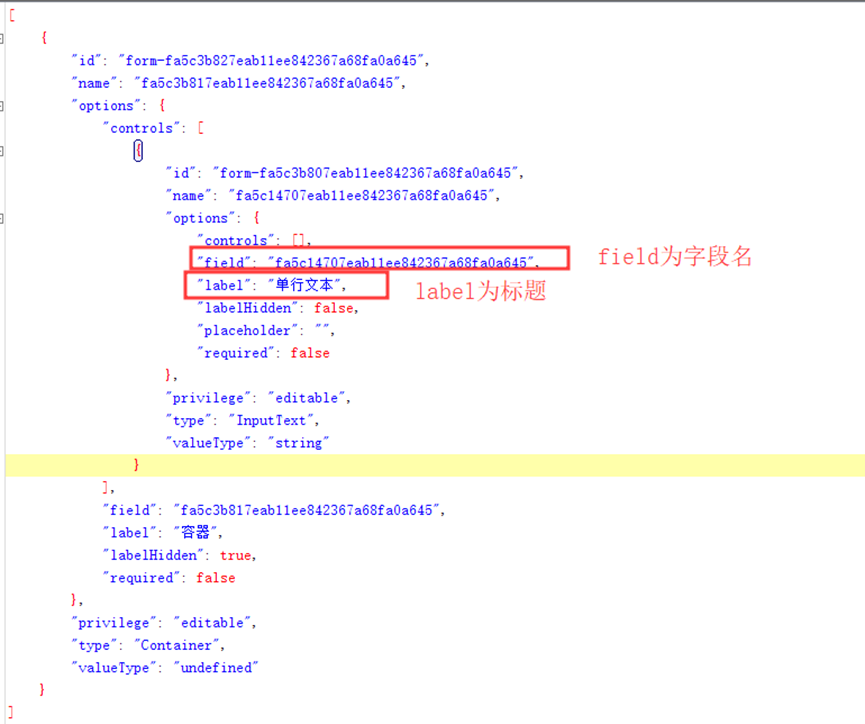 [
{
"id": "form-fa5c3b827eab11ee842367a68fa0a645",
"name": "fa5c3b817eab11ee842367a68fa0a645",
"options": {
"controls": [
{
"id": "form-fa5c3b807eab11ee842367a68fa0a645",
"name": "fa5c14707eab11ee842367a68fa0a645",
"options": {
"controls": [],
"field": "fa5c14707eab11ee842367a68fa0a645", field为字段名
"label": "单行文本", label为标题
"labelHidden": false,
"placeholder": "",
"required": false
},
"privilege": "editable",
"type": "InputText",
"valueType": "string"
}
],
"field": "fa5c3b817eab11ee842367a68fa0a645",
"label": "容器",
"labelHidden": true,
"required": false
},
"privilege": "editable",
"type": "Container",
"valueType": "undefined"
}
]